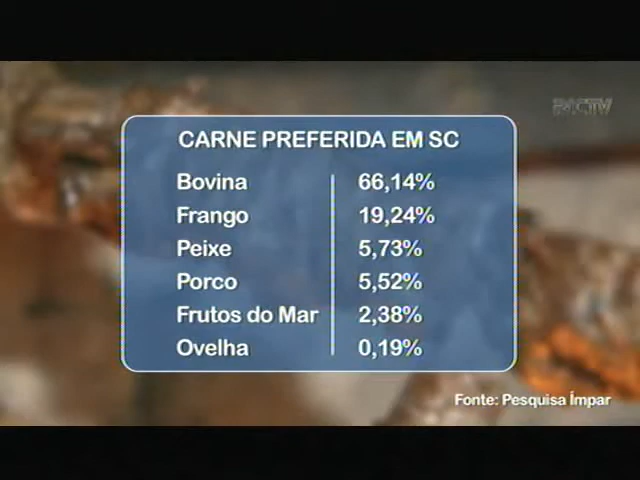 RICTV
CARNE PREFERIDA EM SC
Bovina 66,14%
Frango 19,24%
Peixe 5,73%
Porco 5,52%
Frutos do Mar 2,38%
Ovelha 0,19%
Fonte: Pesquisa Ímpar